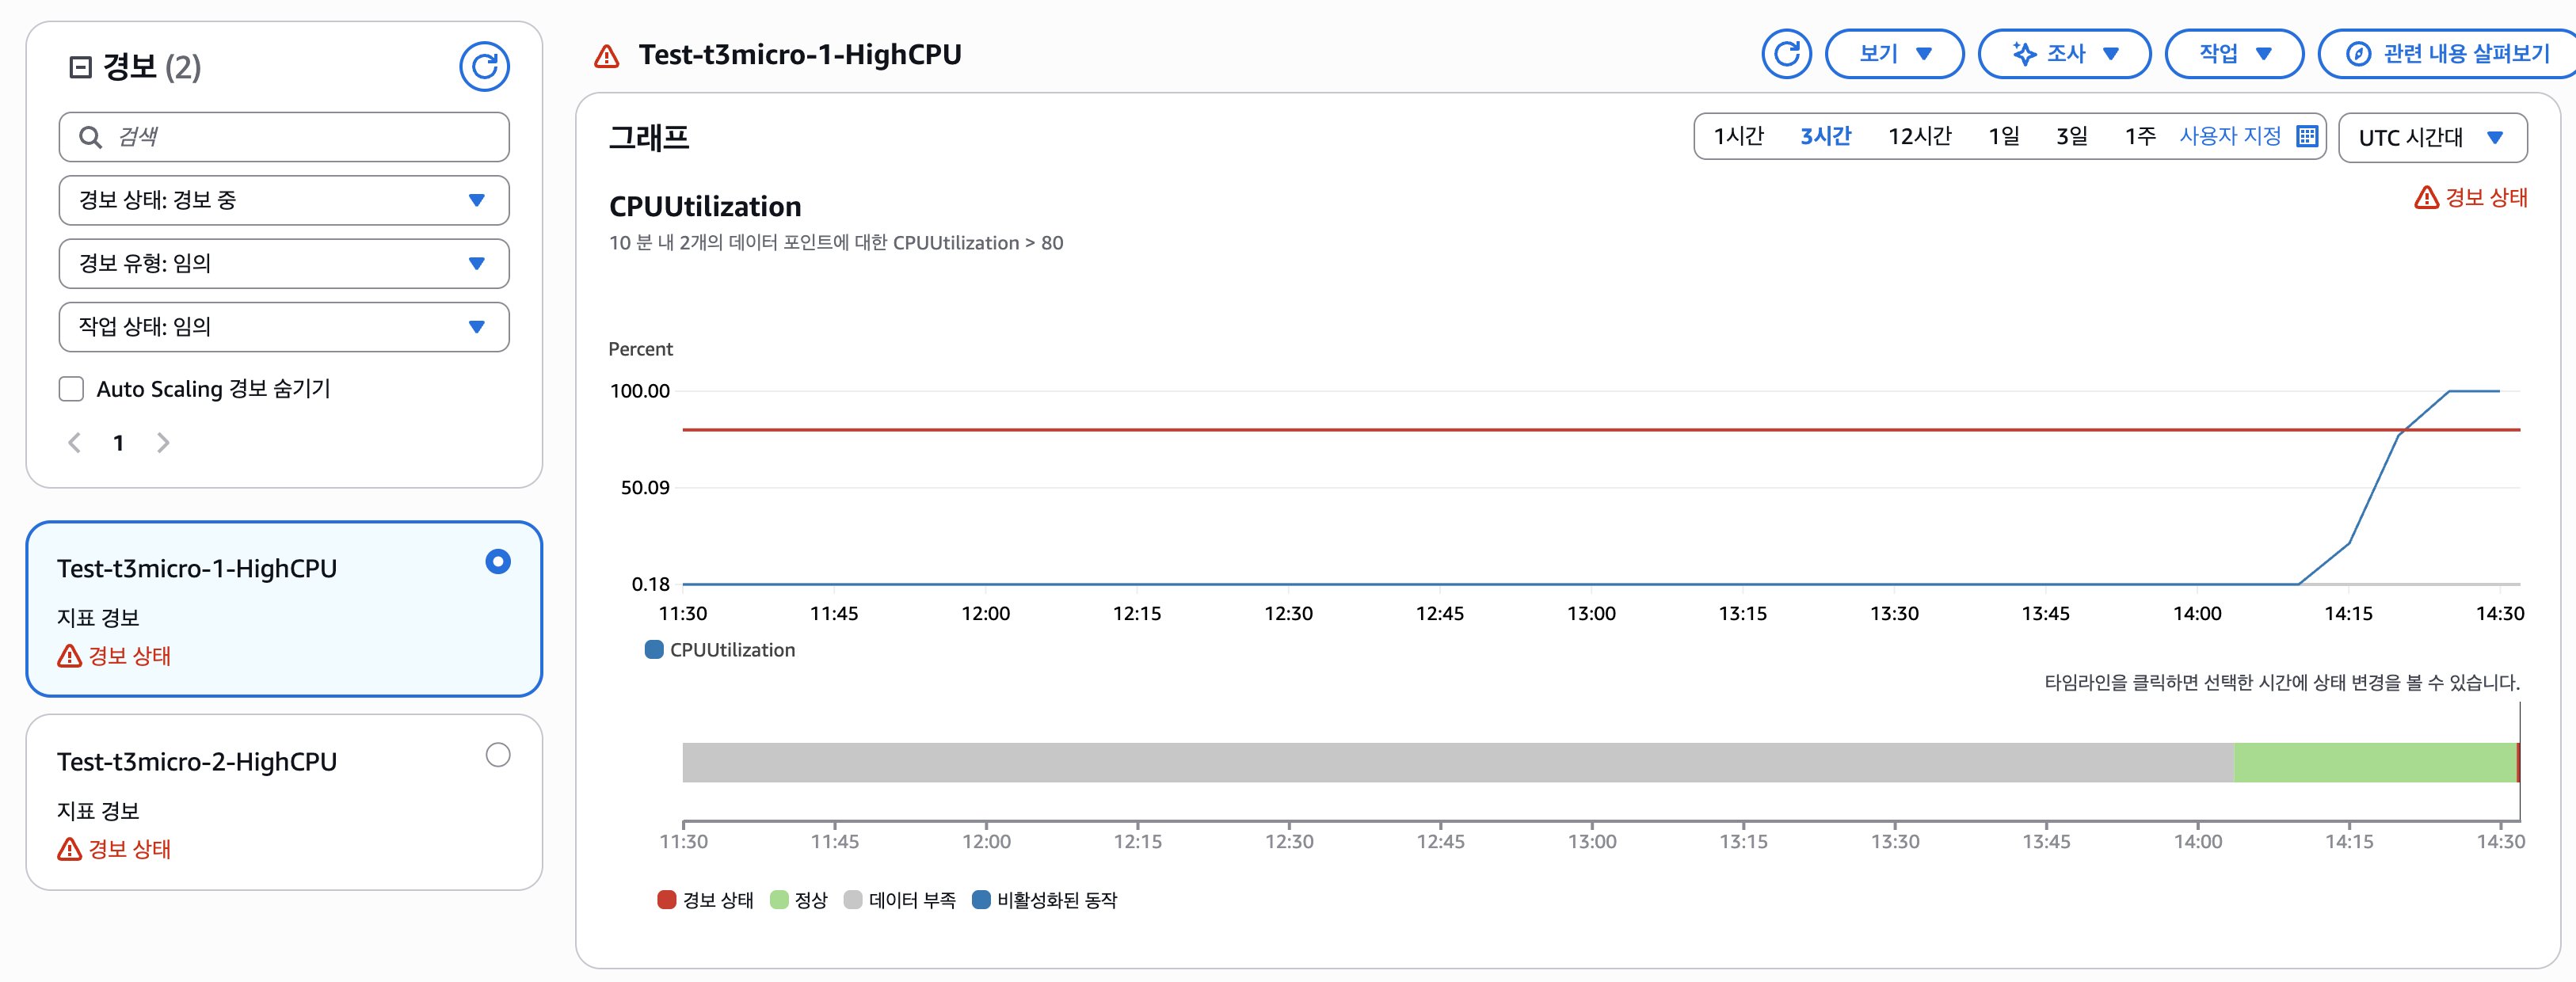 경보 (2)
검색
경보 상태: 경보 중
경보 유형: 임의
작업 상태: 임의
Auto Scaling 경보 숨기기
1
Test-t3micro-1-HighCPU
지표 경보
경보 상태
Test-t3micro-2-HighCPU
지표 경보
경보 상태
Test-t3micro-1-HighCPU
보기 조사 작업 관련 내용 살펴보기
그래프
1시간 3시간 12시간 1일 3일 1주 사용자 지정 UTC 시간대
CPUUtilization
경보 상태
10 분 내 2개의 데이터 포인트에 대한 CPUUtilization > 80
Percent
100.00
50.09
0.18
11:30 11:45 12:00 12:15 12:30 12:45 13:00 13:15 13:30 13:45 14:00 14:15 14:30
CPUUtilization
타임라인을 클릭하면 선택한 시간에 상태 변경을 볼 수 있습니다.
11:30 11:45 12:00 12:15 12:30 12:45 13:00 13:15 13:30 13:45 14:00 14:15 14:30
경보 상태 정상 데이터 부족 비활성화된 동작